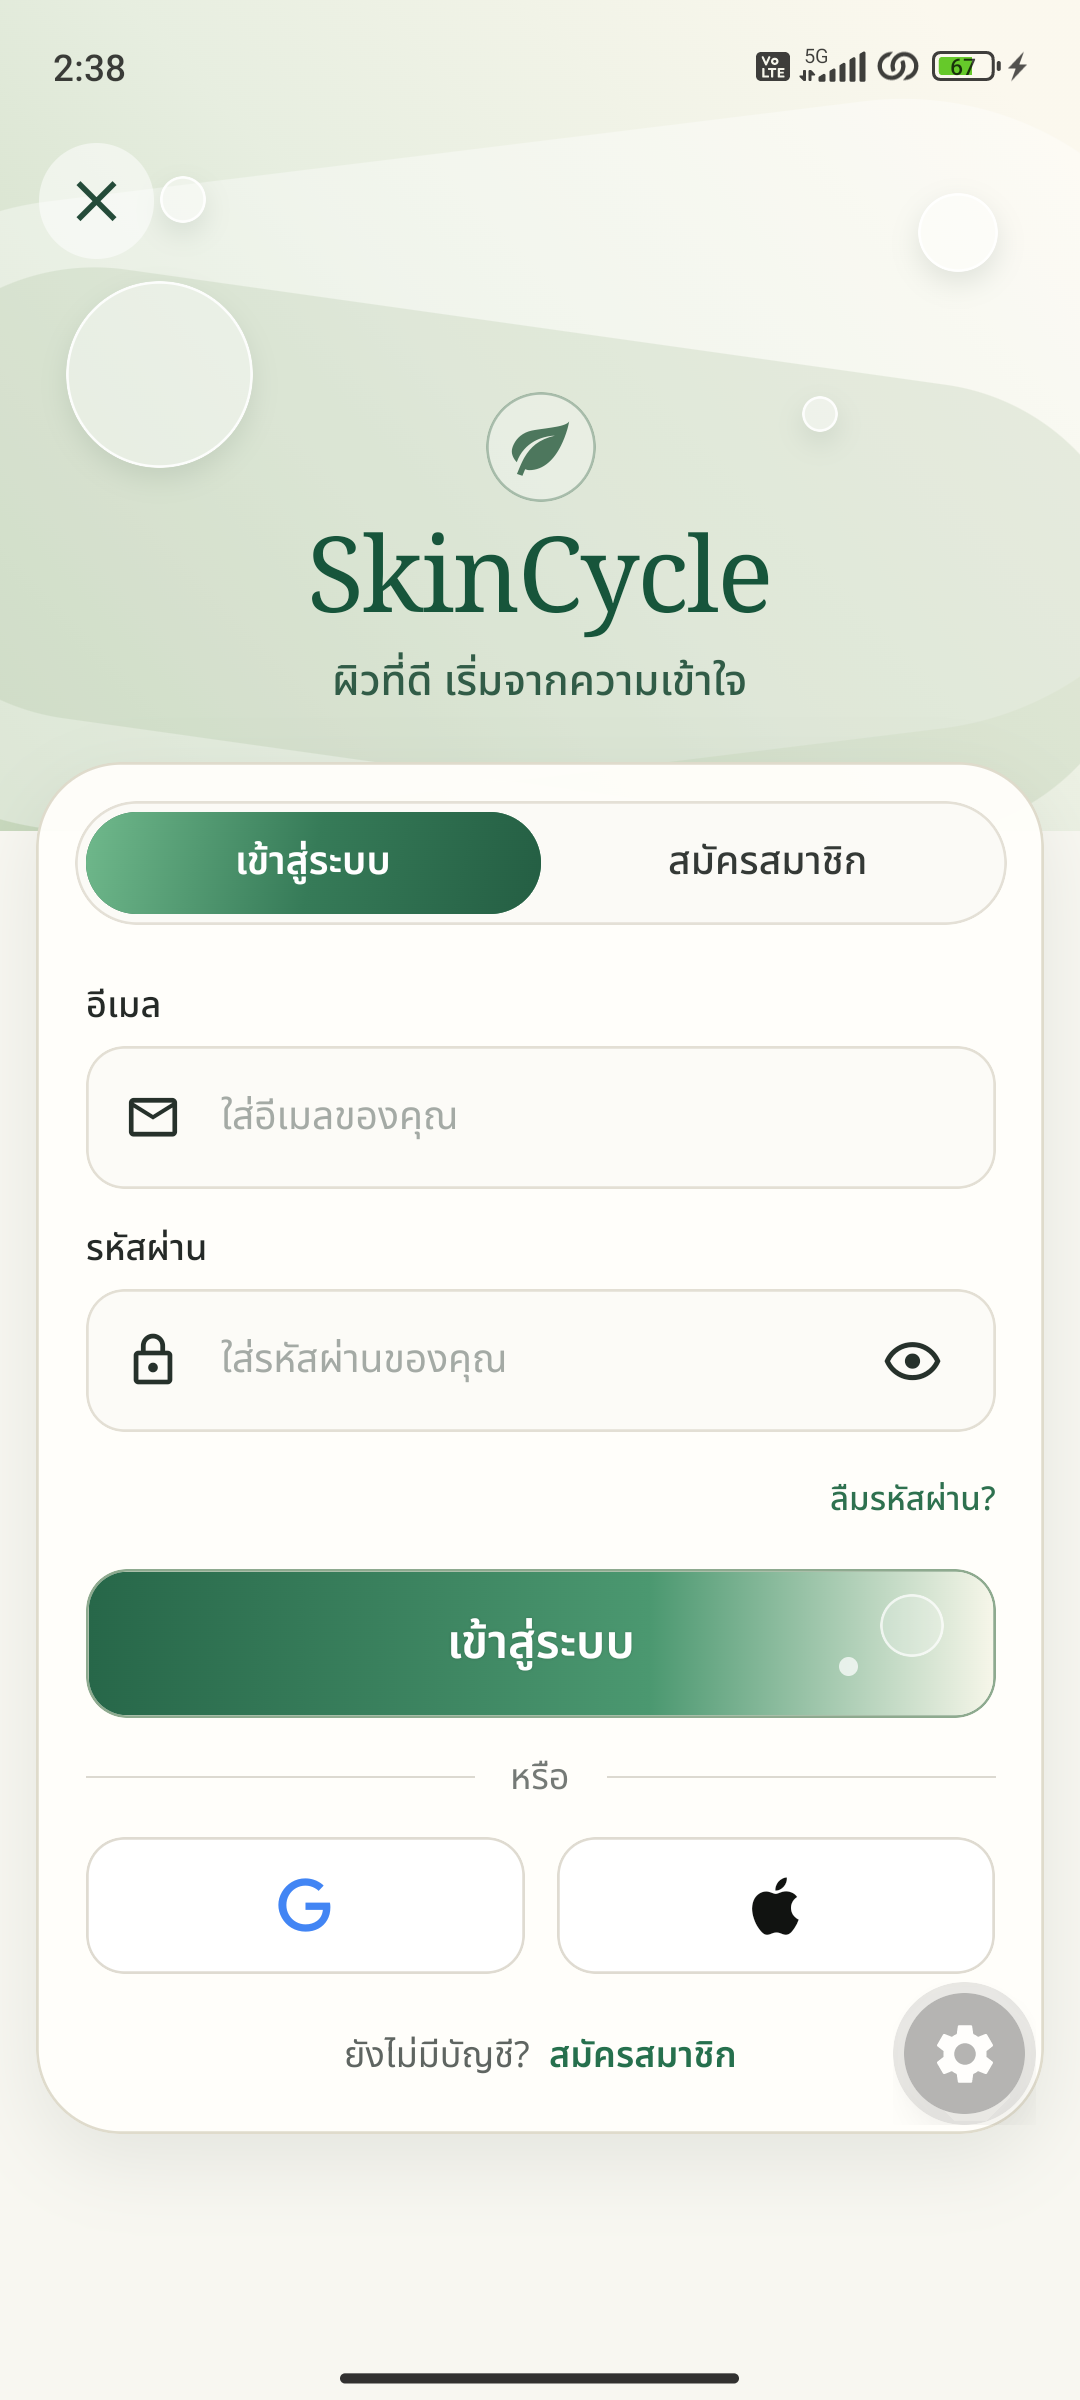 2:38
Vo LTE 5G 67
SkinCycle
ผิวที่ดี เริ่มจากความเข้าใจ
เข้าสู่ระบบ สมัครสมาชิก
อีเมล
ใส่อีเมลของคุณ
รหัสผ่าน
ใส่รหัสผ่านของคุณ
ลืมรหัสผ่าน?
เข้าสู่ระบบ
หรือ
G
ยังไม่มีบัญชี? สมัครสมาชิก